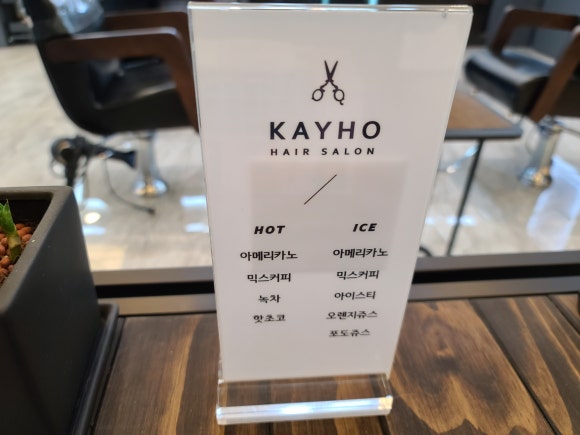 KAYHO
HAIR SALON
HOT
아메리카노
믹스커피
녹차
핫초코
ICE
아메리카노
믹스커피
아이스티
오렌지쥬스
포도쥬스